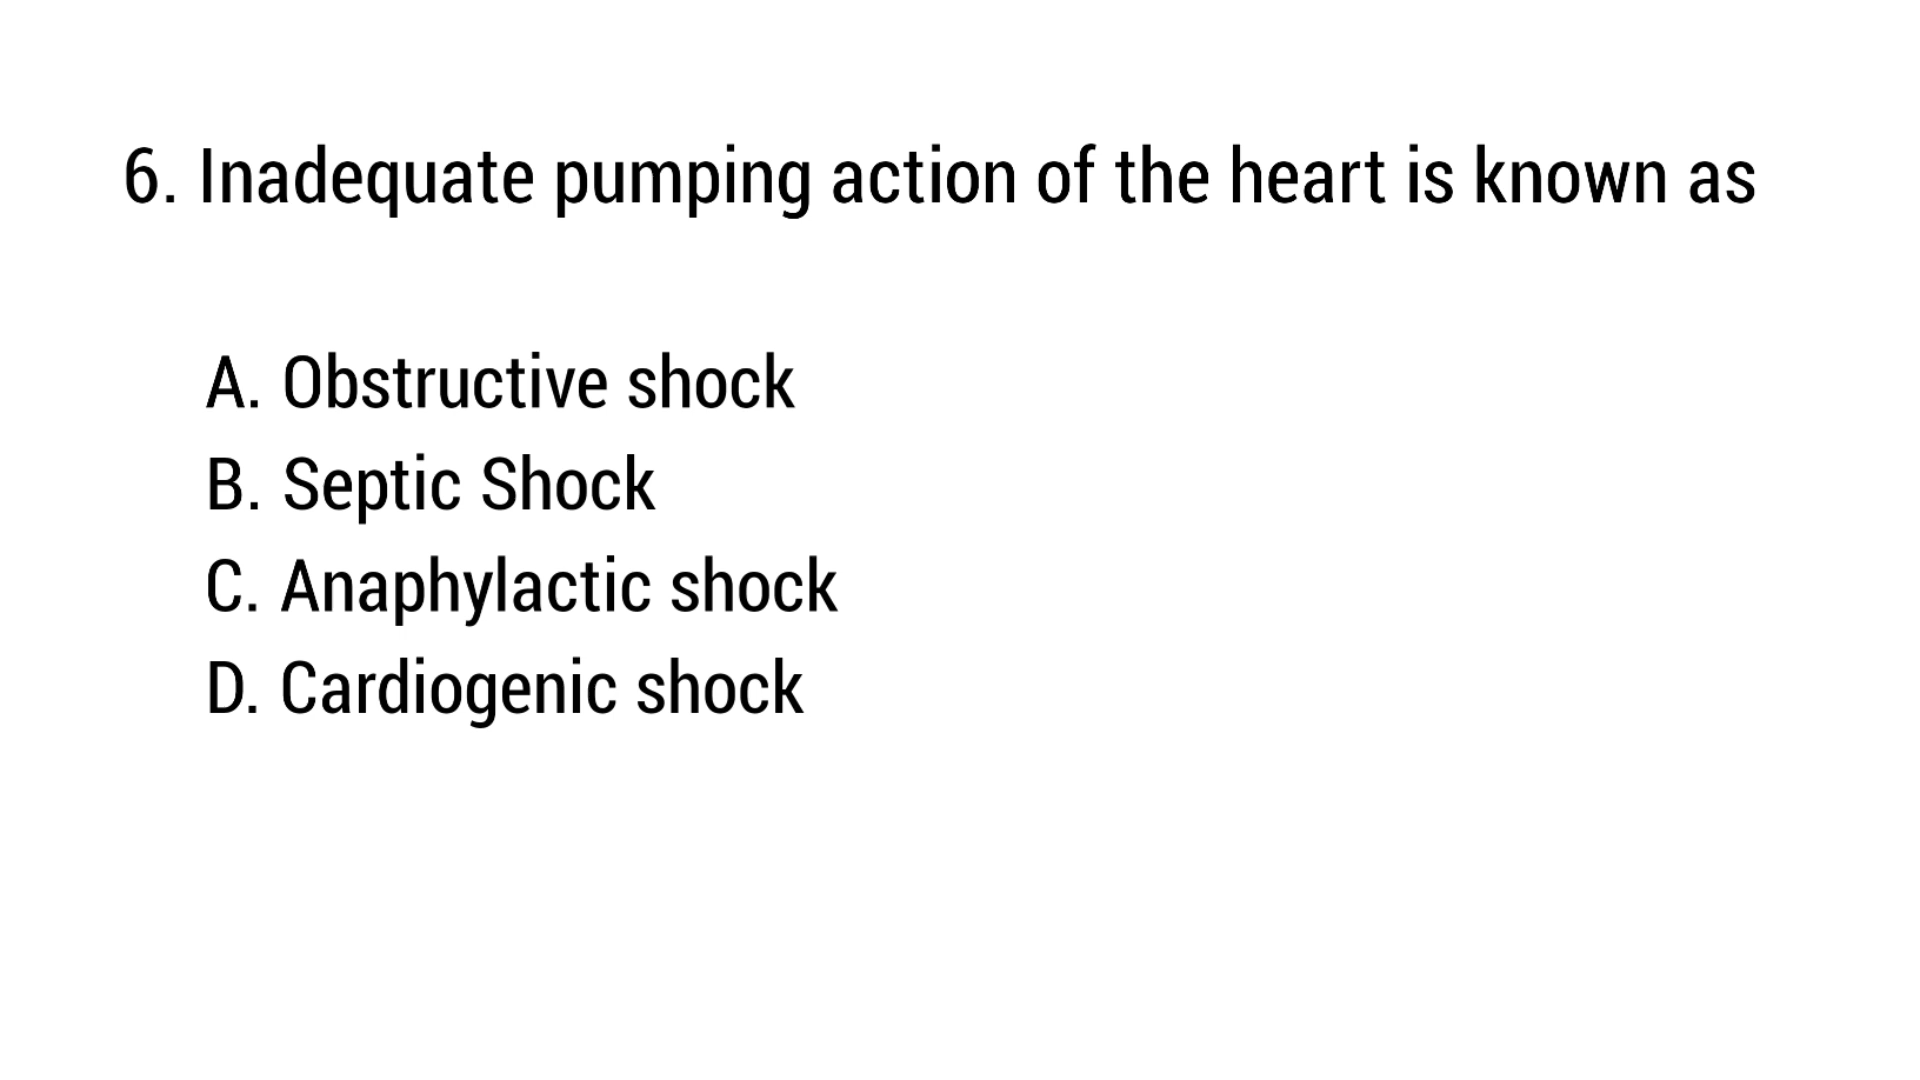 6. Inadequate pumping action of the heart is known as
A. Obstructive shock
B. Septic Shock
C. Anaphylactic shock
D. Cardiogenic shock